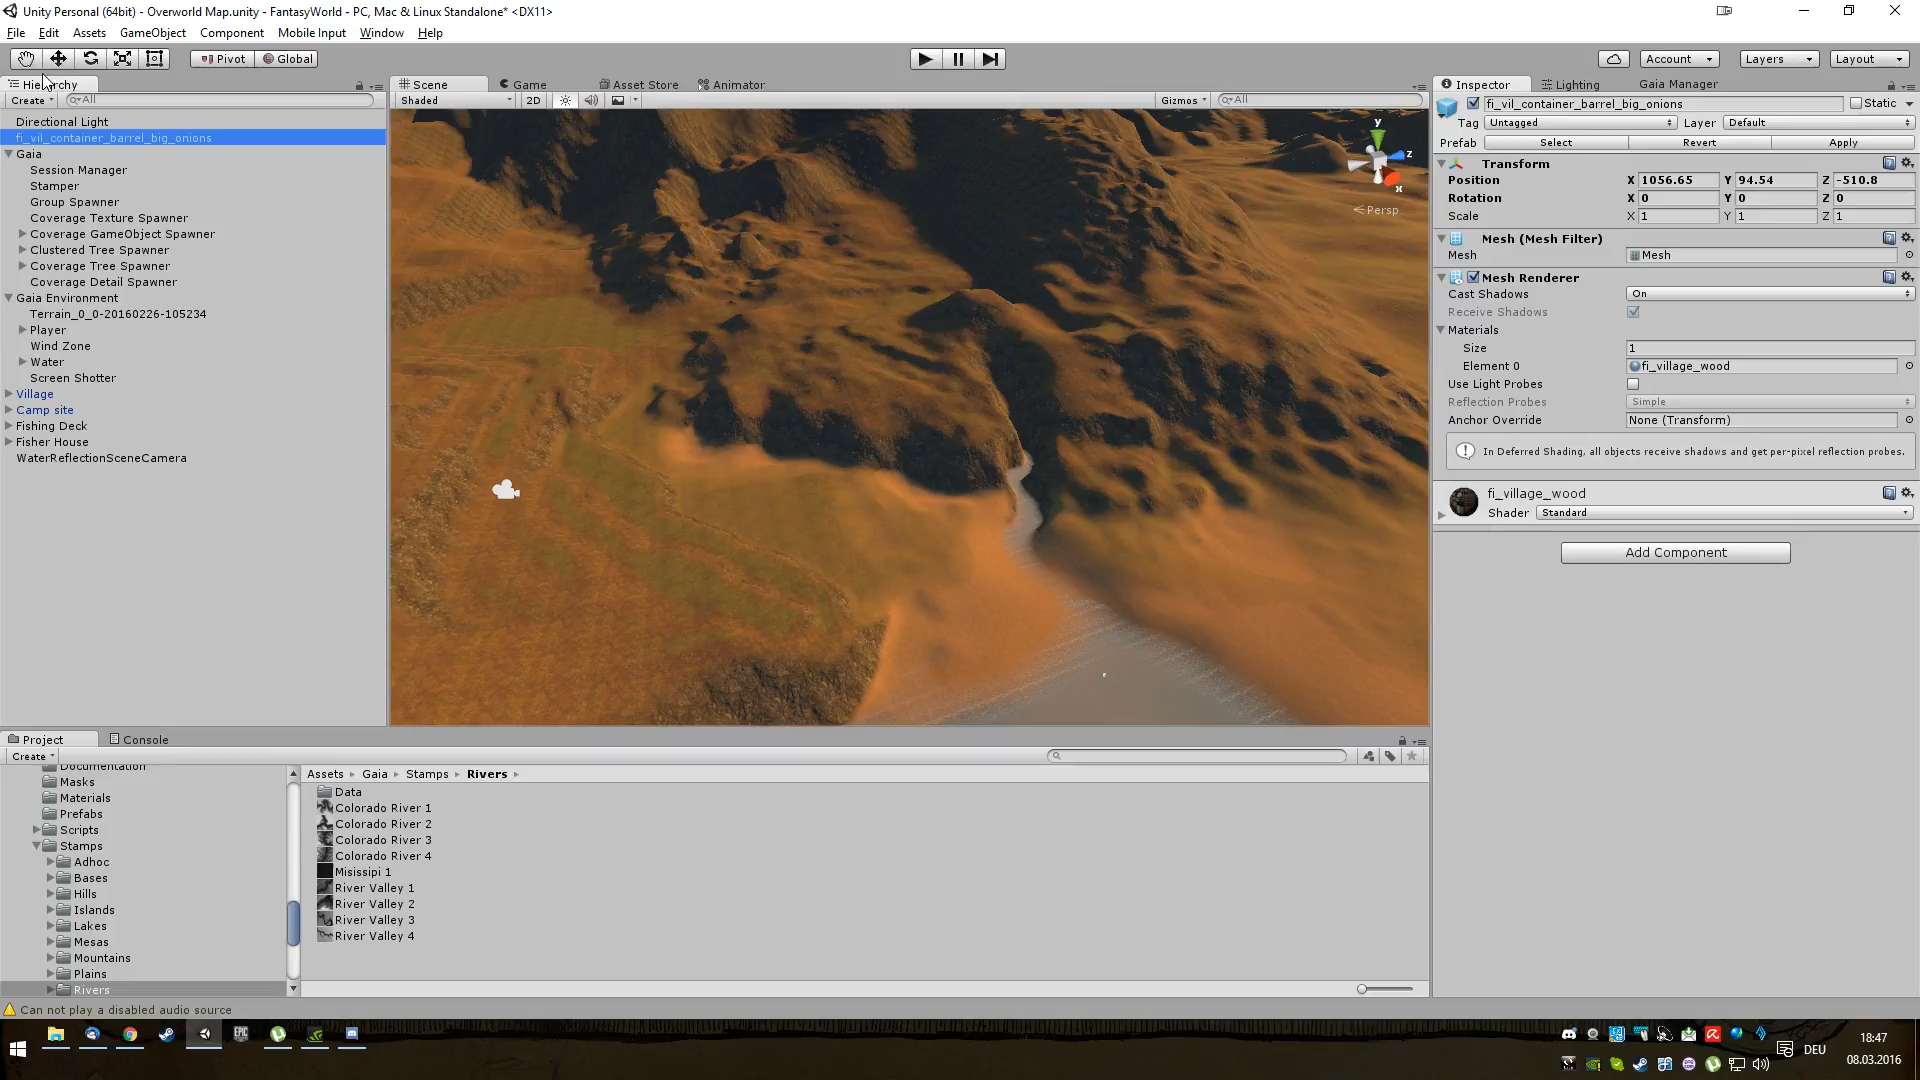 Unity Personal (64bit) - Overworld Map.unity - FantasyWorld - PC, Mac & Linux Standalone* <DX11>
File Edit Assets GameObject Component Mobile Input Window Help
Pivot Global Account Layers Layout
Hierarchy
Create All
Directional Light
fi_vil_container_barrel_big_onions
Gaia
Session Manager
Stamper
Group Spawner
Coverage Texture Spawner
Coverage GameObject Spawner
Clustered Tree Spawner
Coverage Tree Spawner
Coverage Detail Spawner
Gaia Environment
Terrain_0_0-20160226-105234
Player
Wind Zone
Water
Screen Shotter
Village
Camp site
Fishing Deck
Fisher House
WaterReflectionSceneCamera
Scene Game Asset Store Animator
Shaded 2D Gizmos All
y
z
x
Persp
Inspector Lighting Gaia Manager
fi_vil_container_barrel_big_onions Static
Tag Untagged Layer Default
Prefab Select Revert Apply
Transform
Position X 1056.65 Y 94.54 Z -510.8
Rotation X 0 Y 0 Z 0
Scale X 1 Y 1 Z 1
Mesh (Mesh Filter)
Mesh Mesh
Mesh Renderer
Cast Shadows On
Receive Shadows
Materials
Size 1
Element 0 fi_village_wood
Use Light Probes
Reflection Probes Simple
Anchor Override None (Transform)
In Deferred Shading, all objects receive shadows and get per-pixel reflection probes.
fi_village_wood
Shader Standard
Add Component
Project Console
Create
Documentation
Masks
Materials
Prefabs
Scripts
Stamps
Adhoc
Bases
Hills
Islands
Lakes
Mesas
Mountains
Plains
Rivers
Assets Gaia Stamps Rivers
Data
Colorado River 1
Colorado River 2
Colorado River 3
Colorado River 4
Misissipi 1
River Valley 1
River Valley 2
River Valley 3
River Valley 4
Can not play a disabled audio source
EPIC
DEU
18:47
08.03.2016